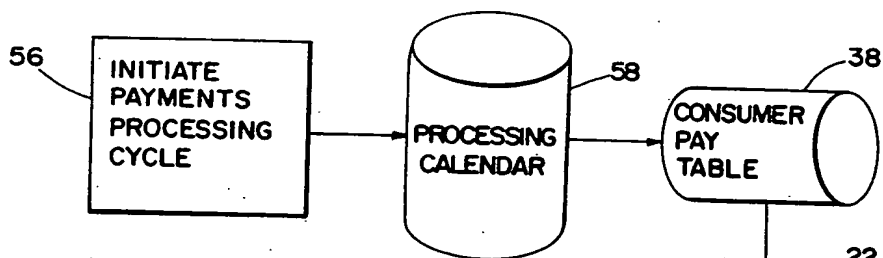 56
INITIATE
PAYMENTS
PROCESSING
CYCLE
58
PROCESSING
CALENDAR
38
CONSUMER
PAY
TABLE